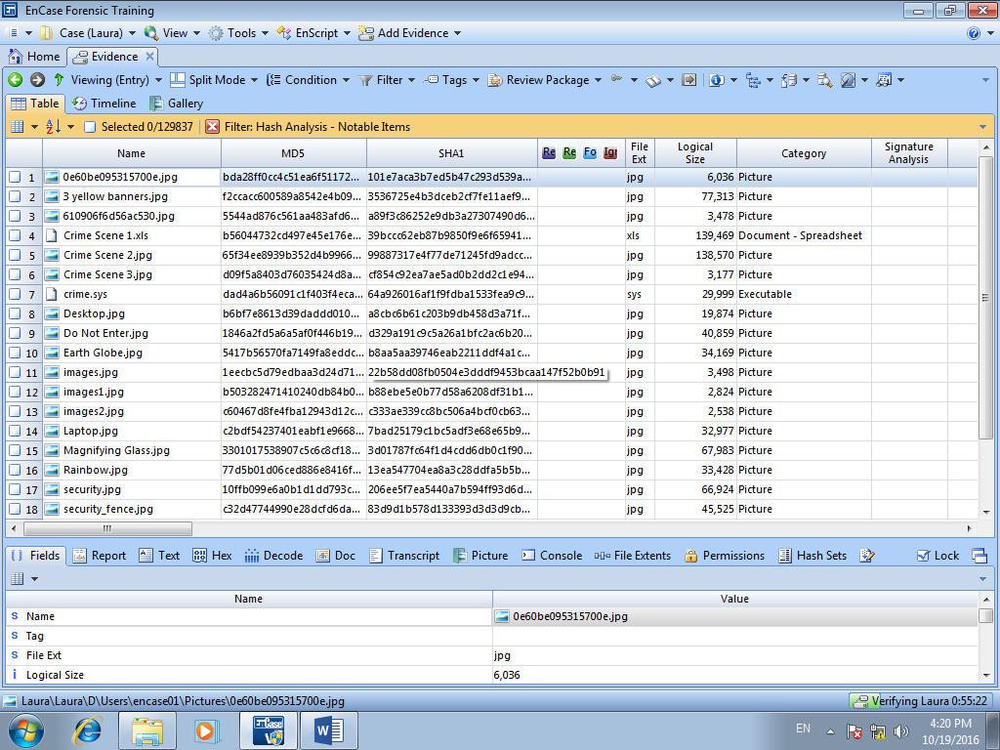 EnCase Forensic Training
Case (Laura) View Tools EnScript Add Evidence
Home Evidence
Viewing (Entry) Split Mode Condition Filter Tags Review Package
Table Timeline Gallery
Selected 0/129837 Filter: Hash Analysis - Notable Items
Name MD5 SHA1 Re Re Fo Igr File Ext Logical Size Category Signature Analysis
1 0e60be095315700e.jpg bda28ff0cc4c51ea6f51172... 101e7aca3b7ed5b47c293d539a... jpg 6,036 Picture
2 3 yellow banners.jpg f2ccacc600589a8542e4b09... 3536725e4b3dceb2cf7fe11aef9... jpg 77,313 Picture
3 610906f6d56ac530.jpg 5544ad876c561aa483afd6... a89f3c86252e9db3a27307490d6... jpg 3,478 Picture
4 Crime Scene 1.xls b56044732cd497e45e176e... 39bccc62eb87b9850f9e6f65941... xls 139,469 Document - Spreadsheet
5 Crime Scene 2.jpg 65f34ee8939b352d4b9966... 99887317e4f77de71245fd9adcc... jpg 138,570 Picture
6 Crime Scene 3.jpg d09f5a8403d76035424d8a... cf854c92ea7ae5ad0b2dd2c1e94... jpg 3,177 Picture
7 crime.sys dad4a6b56091c1f403f4eca... 64a926016af1f9fdba1533fea9c9... sys 29,999 Executable
8 Desktop.jpg b6bf7e8613d39daddd010... a8cbc6b61c203b9db458d3a71f... jpg 19,874 Picture
9 Do Not Enter.jpg 1846a2fd5a6a5af0f446b19... d329a191c9c5a26a1bfc2ac6b20... jpg 40,859 Picture
10 Earth Globe.jpg 5417b56570fa7149fa8eddc... b8aa5aa39746eab2211ddf4a1c... jpg 34,169 Picture
11 images.jpg 1eecbc5d79edbaa3d24d71... 22b58dd08fb0504e3dddf9453bcaa147f52b0b91 jpg 3,498 Picture
12 images1.jpg b503282471410240db84b0... b88ebe5e0b77d58a6208df31b1... jpg 2,824 Picture
13 images2.jpg c60467d8fe4fba12943d12c... c333ae339cc8bc506a4bcf0cb63... jpg 2,538 Picture
14 Laptop.jpg c2bdf54237401eabf1e9668... 7bad25179c1bc5adf3e68e65b9... jpg 32,977 Picture
15 Magnifying Glass.jpg 3301017538907c5c6c8cf18... 3d01787fc64f1d4cdd6db0c1f90... jpg 67,983 Picture
16 Rainbow.jpg 77d5b01d06ced886e8416f... 13ea547704ea8a3c28ddfa5b5b... jpg 33,428 Picture
17 security.jpg 10ffb099e6a0b1d1dd793c... 206ee5f7ea5440a7b594ff93d6d... jpg 66,924 Picture
18 security_fence.jpg c32d47744990e28dcfd6da... 83d9d1b578d133393d3d3d9cb... jpg 45,525 Picture
Fields Report Text Hex Decode Doc Transcript Picture Console File Extents Permissions Hash Sets Lock
Name Value
S Name 0e60be095315700e.jpg
S Tag
S File Ext jpg
i Logical Size 6,036
Laura\Laura\D\Users\encase01\Pictures\0e60be095315700e.jpg Verifying Laura 0:55:22
EnCase W EN 4:20 PM
10/19/2016